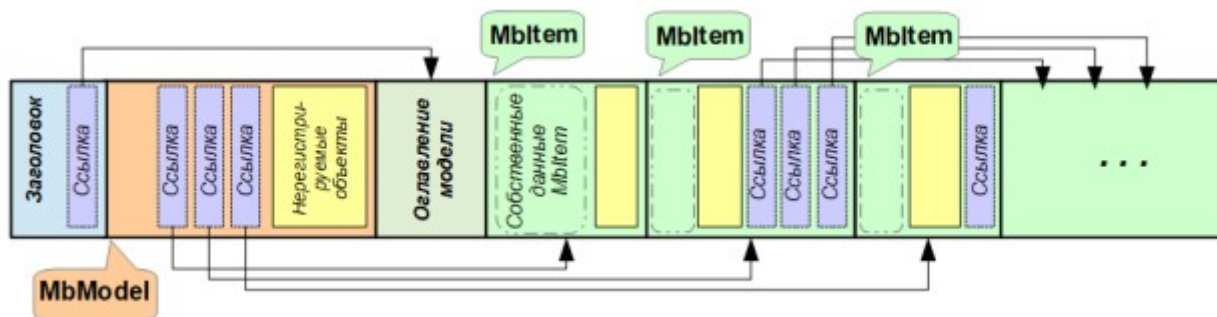 MbItem
MbItem
MbItem
Заголовок
Ссылка
Ссылка
Ссылка
Ссылка
Нерегистри-
руемые
объекты
Оглавление
модели
Собственные
данные
MbItem
Ссылка
Ссылка
Ссылка
Ссылка
...
MbModel